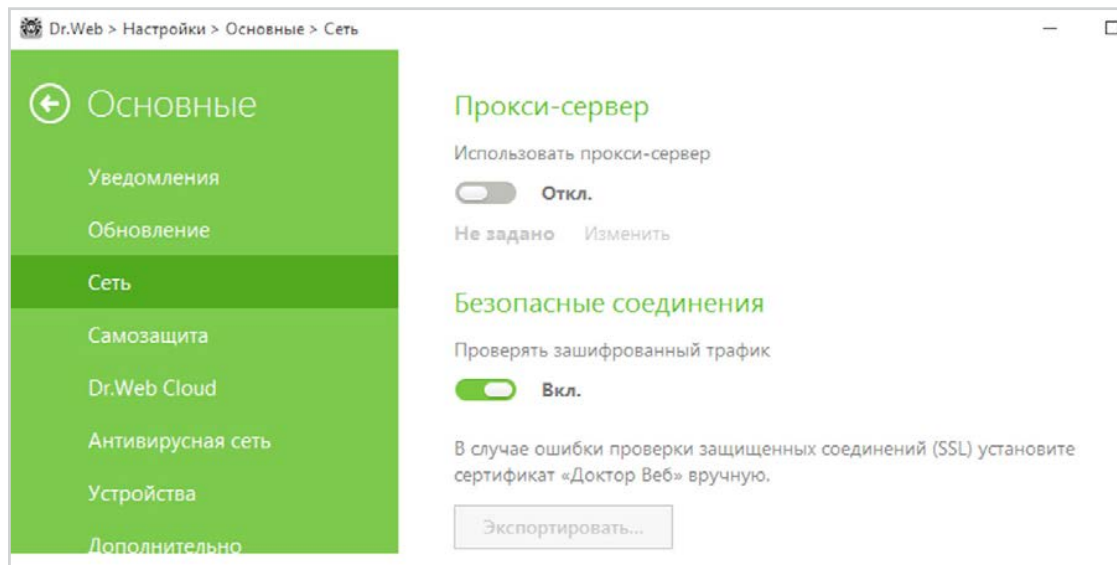 Dr.Web > Настройки > Основные > Сеть
Основные
Уведомления
Обновление
Сеть
Самозащита
Dr.Web Cloud
Антивирусная сеть
Устройства
Дополнительно
Прокси-сервер
Использовать прокси-сервер
Откл.
Не задано Изменить
Безопасные соединения
Проверять зашифрованный трафик
Вкл.
В случае ошибки проверки защищенных соединений (SSL) установите
сертификат «Доктор Веб» вручную.
Экспортировать...